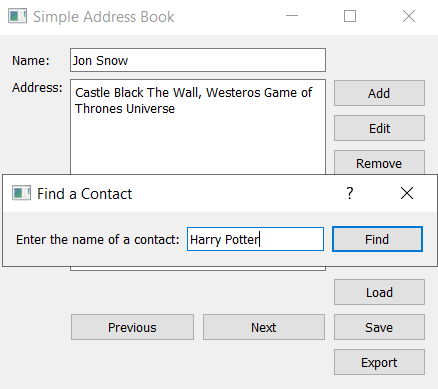 Simple Address Book
Name: Jon Snow
Address: Castle Black The Wall, Westeros Game of
Thrones Universe
Add
Edit
Remove
Find a Contact ?
Enter the name of a contact: Harry Potter Find
Load
Previous Next Save
Export